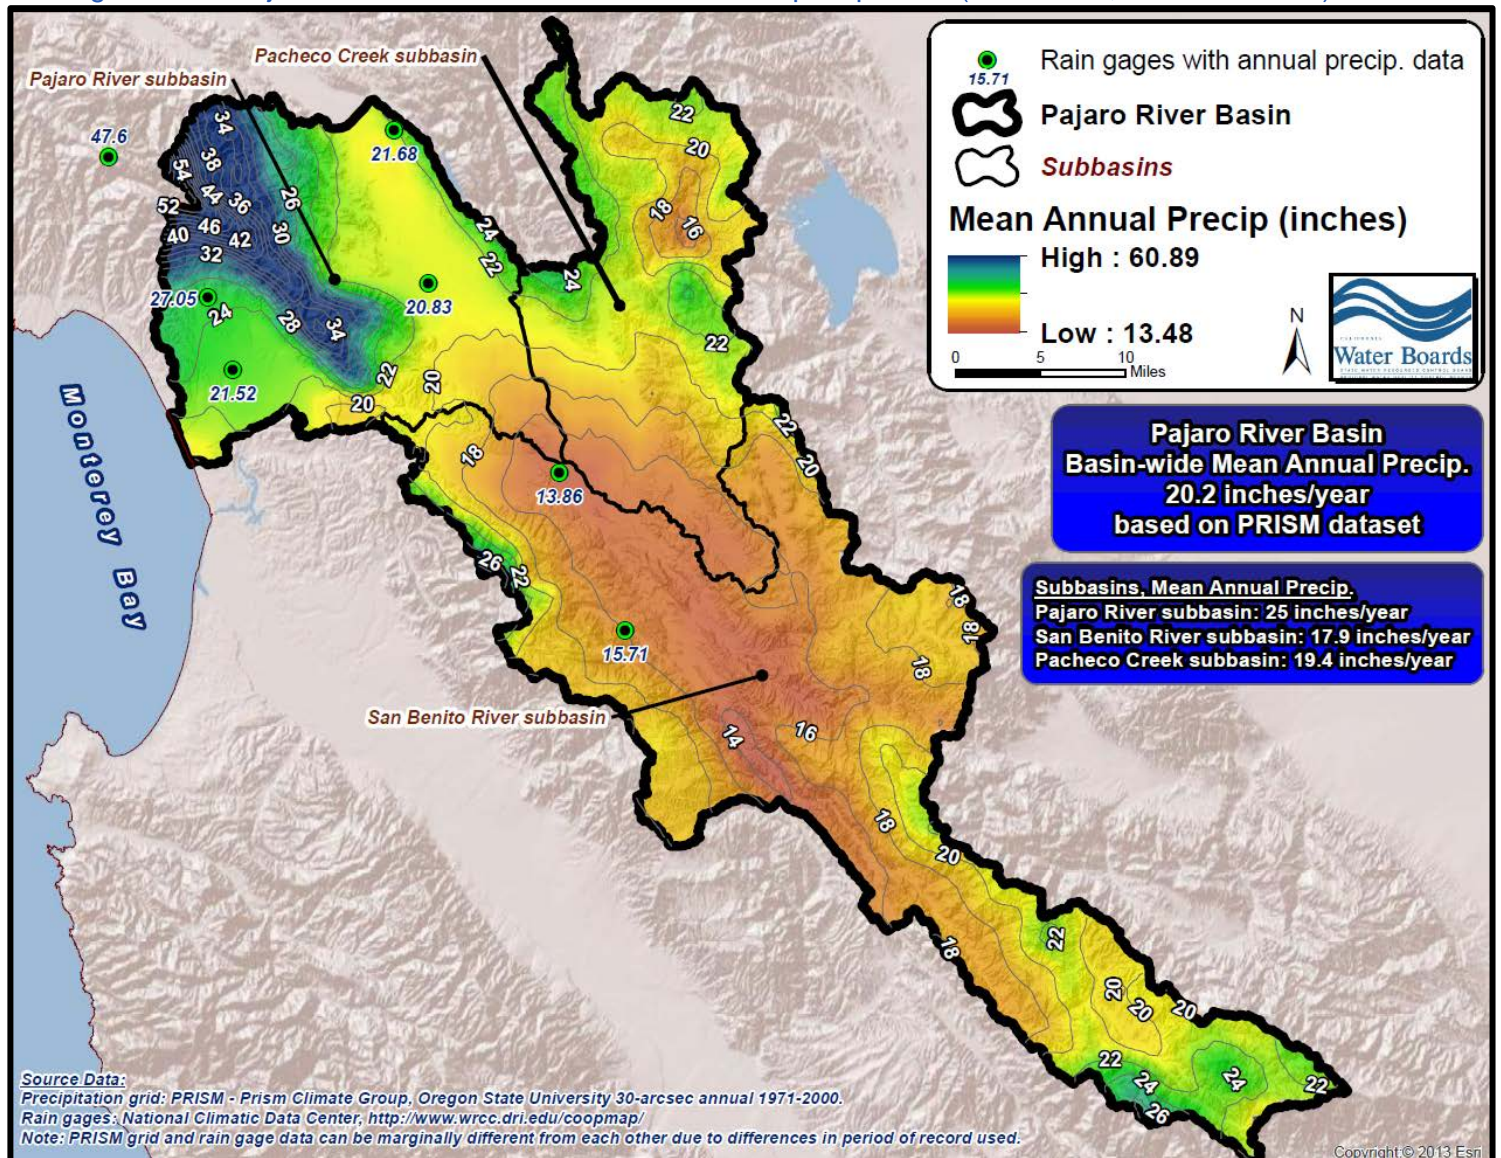 Pacheco Creek subbasin
Pajaro River subbasin
47.6
21.68
34
38
54
44
36
26
52
46
40
42
30
32
24
22
27.05
24
28
34
20.83
21.52
22
20
20
24
22
20
18
16
22
18
13.86
22
20
26
22
15.71
18
18
18
San Benito River subbasin
14
16
18
20
18
22
20
20
20
22
24
26
24
22
Monterey Bay
15.71
Rain gages with annual precip. data
Pajaro River Basin
Subbasins
Mean Annual Precip (inches)
High : 60.89
Low : 13.48
0 5 10
Miles
N
CALIFORNIA
Water Boards
Pajaro River Basin
Basin-wide Mean Annual Precip.
20.2 inches/year
based on PRISM dataset
Subbasins, Mean Annual Precip.
Pajaro River subbasin: 25 inches/year
San Benito River subbasin: 17.9 inches/year
Pacheco Creek subbasin: 19.4 inches/year
Source Data:
Precipitation grid: PRISM - Prism Climate Group, Oregon State University 30-arcsec annual 1971-2000.
Rain gages: National Climatic Data Center, http://www.wrcc.dri.edu/coopmap/
Note: PRISM grid and rain gage data can be marginally different from each other due to differences in period of record used.
Copyright:© 2013 Esri